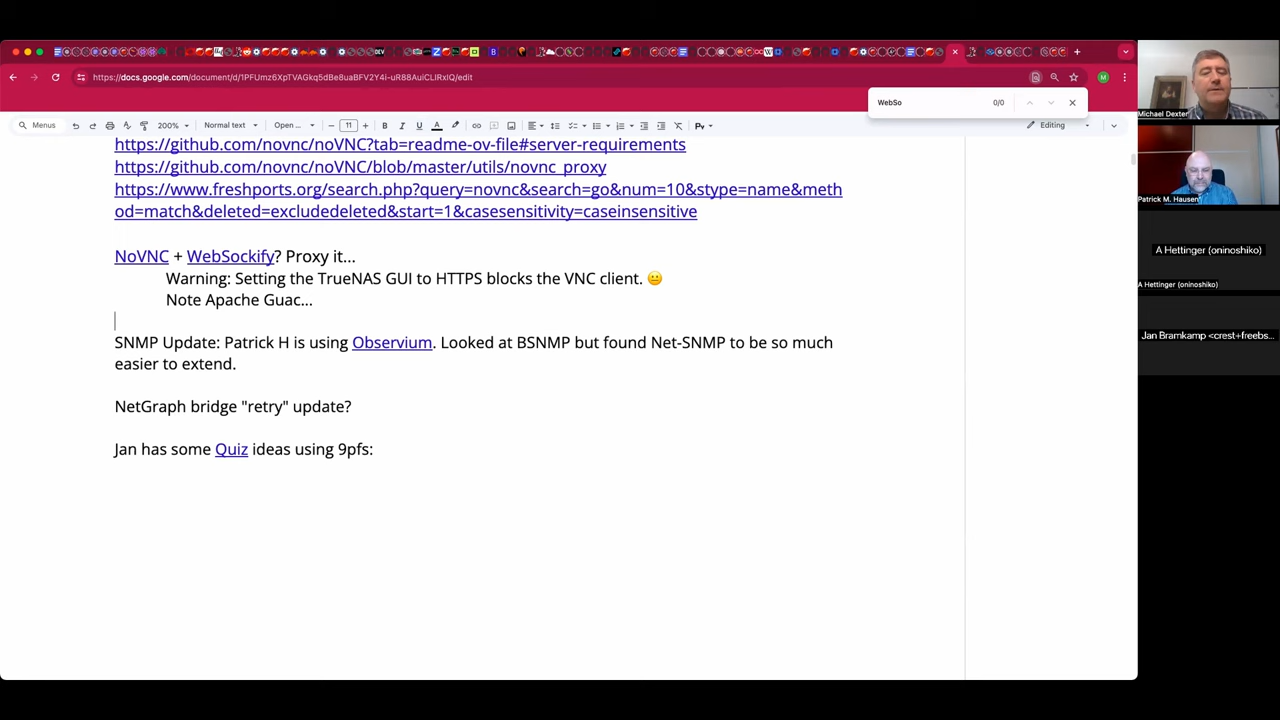 https://docs.google.com/document/d/1PFUmz6XpTVAGkq5dBe8uaBFV2Y4i-uR88AuiCLIRxIQ/edit
M
WebSo
0/0
Menus
200%
Normal text
Open ...
11
Editing
https://github.com/novnc/noVNC?tab=readme-ov-file#server-requirements
https://github.com/novnc/noVNC/blob/master/utils/novnc_proxy
https://www.freshports.org/search.php?query=novnc&search=go&num=10&stype=name&meth
od=match&deleted=excludedeleted&start=1&casesensitivity=caseinsensitive
NoVNC + WebSockify? Proxy it...
Warning: Setting the TrueNAS GUI to HTTPS blocks the VNC client. 😐
Note Apache Guac...
SNMP Update: Patrick H is using Observium. Looked at BSNMP but found Net-SNMP to be so much
easier to extend.
NetGraph bridge "retry" update?
Jan has some Quiz ideas using 9pfs:
Michael Dexter
Patrick M. Hausen
A Hettinger (oninoshiko)
A Hettinger (oninoshiko)
Jan Bramkamp <crest+freebs...